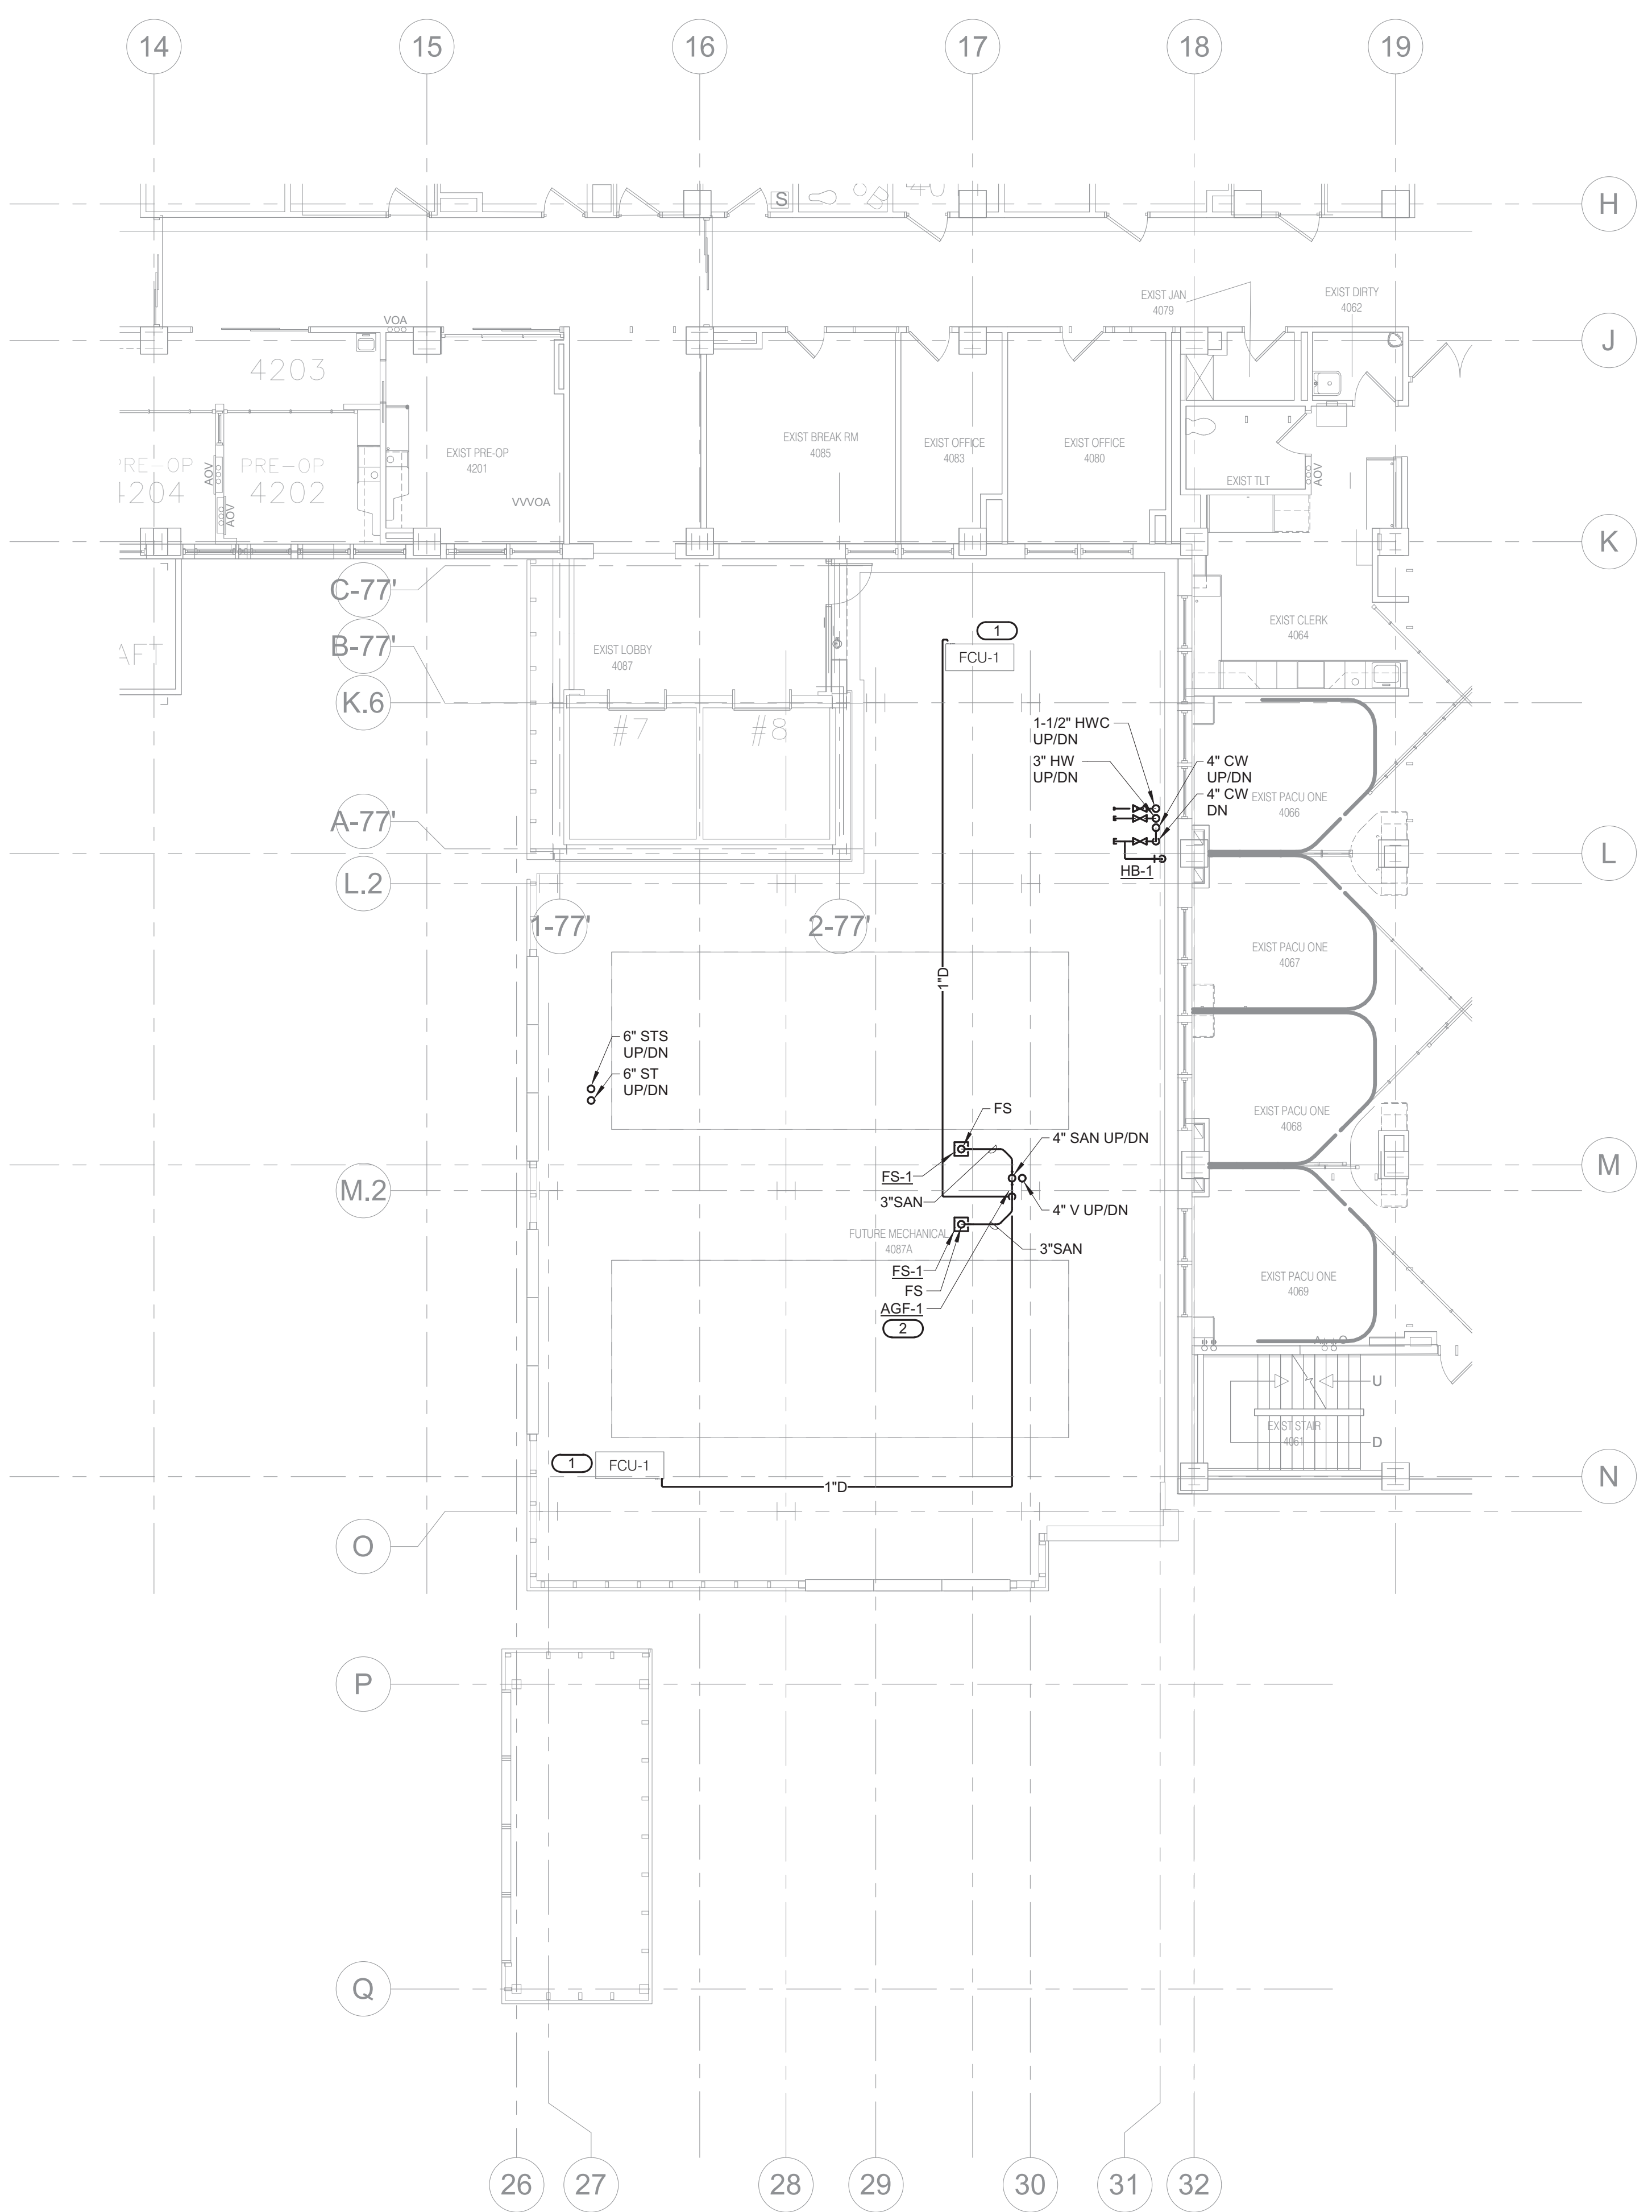 14
15
16
17
18
19
H
S
EXIST JAN
4079
EXIST DIRTY
4062
VOA
J
4203
EXIST BREAK RM
4085
EXIST OFFICE
4083
EXIST OFFICE
4080
EXIST PRE-OP
4201
PRE-OP
4204
AOV
PRE-OP
4202
AOV
VVVOA
EXIST TLT
AOV
K
C-77'
B-77'
K.6
EXIST LOBBY
4087
1
FCU-1
EXIST CLERK
4064
#7
#8
1-1/2" HWC
UP/DN
3" HW
UP/DN
4" CW
UP/DN
4" CW
DN
EXIST PACU ONE
4066
A-77'
L
HB-1
L.2
1-77'
2-77'
EXIST PACU ONE
4067
1"D
6" STS
UP/DN
6" ST
UP/DN
FS
4" SAN UP/DN
EXIST PACU ONE
4068
FS-1
M
M.2
3"SAN
4" V UP/DN
FUTURE MECHANICAL
4087A
3"SAN
FS-1
FS
AGF-1
2
EXIST PACU ONE
4069
U
EXIST STAIR
4061
D
1
FCU-1
1"D
N
O
P
Q
26
27
28
29
30
31
32